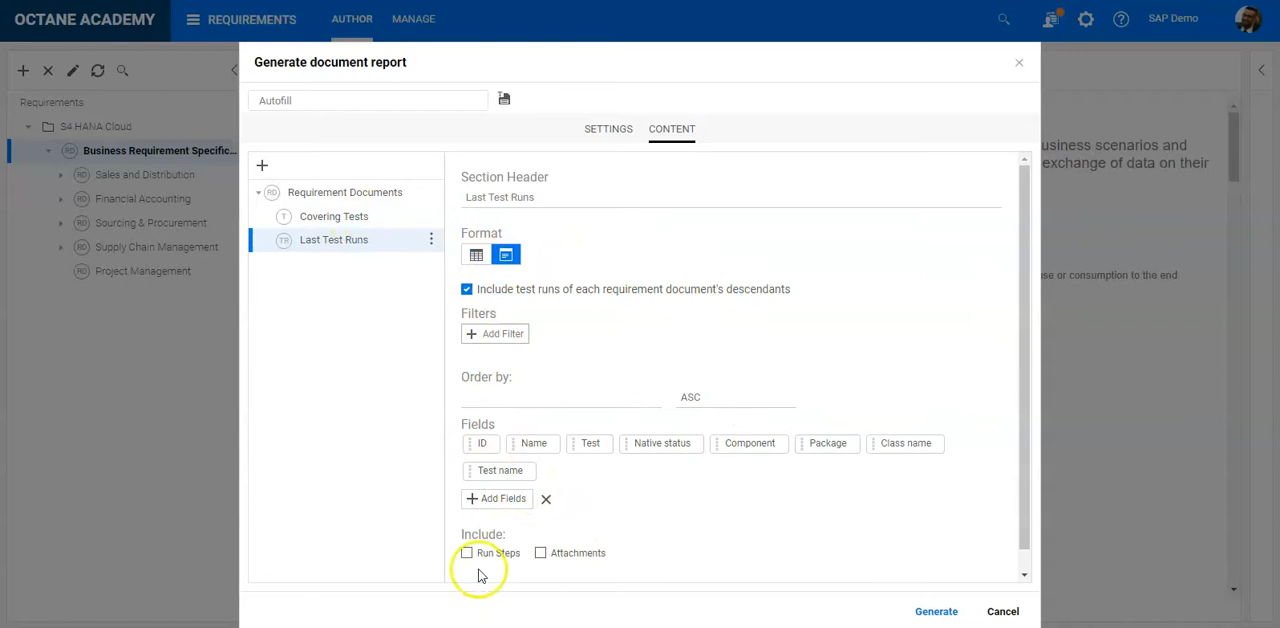 OCTANE ACADEMY REQUIREMENTS AUTHOR MANAGE SAP Demo
Generate document report
Autofill
SETTINGS CONTENT
Requirements
S4 HANA Cloud
Business Requirement Specific...
Sales and Distribution
Financial Accounting
Sourcing & Procurement
Supply Chain Management
Project Management
RD Requirement Documents
T Covering Tests
TR Last Test Runs
Section Header
Last Test Runs
Format
Include test runs of each requirement document's descendants
Filters
+ Add Filter
Order by:
ASC
Fields
ID Name Test Native status Component Package Class name
Test name
+ Add Fields
Include:
Run Steps Attachments
Generate Cancel
usiness scenarios and
exchange of data on their
se or consumption to the end